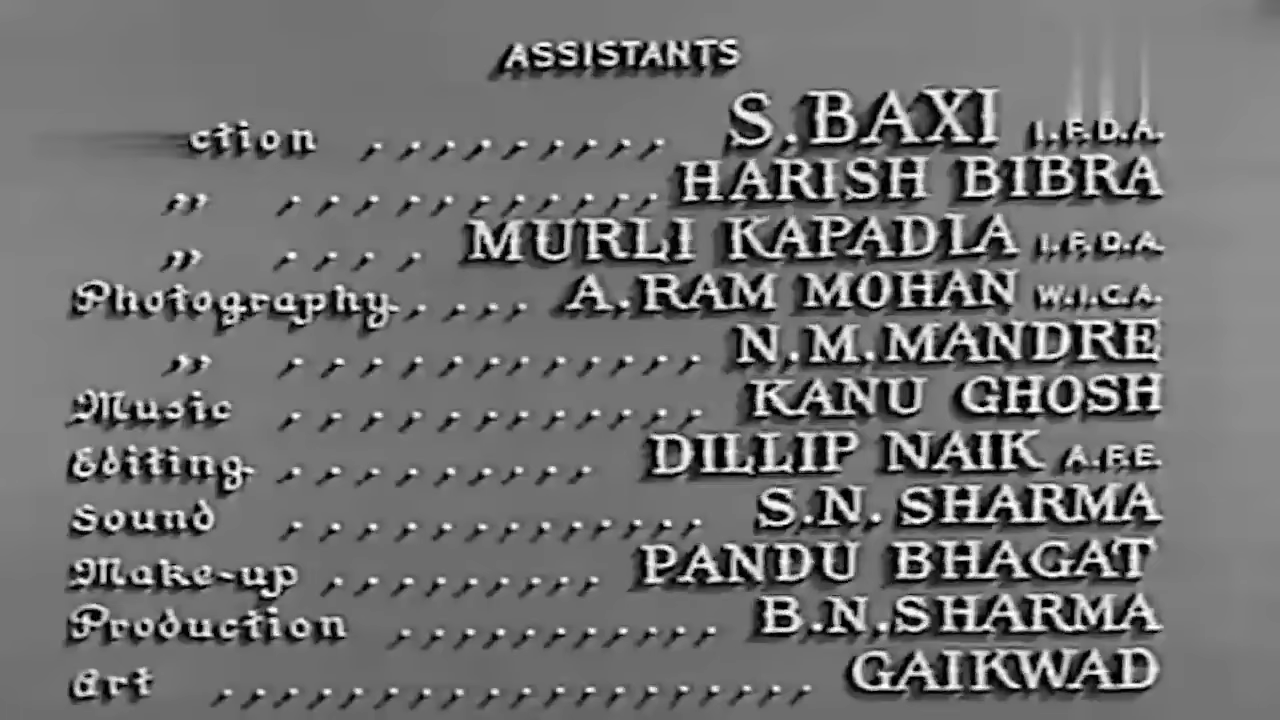 ASSISTANTS
ction ,,,,,,,,, S. BAXI I.F.D.A.
,, ,,,,,,,,,,,, HARISH BIBRA
,, ,,,, MURLI KAPADIA I.F.D.A.
Photography.,,,, A. RAM MOHAN W.I.C.A.
,, ,,,,,,,,,,,,, N.M. MANDRE
Music ,,,,,,,,,,,,, KANU GHOSH
Editing. ,,,,,,,,,, DILLIP NAIK A.F.E.
Sound ,,,,,,,,,,,,, S.N. SHARMA
Make-up ,,,,,,,,, PANDU BHAGAT
Production ,,,,,,,,,,, B.N. SHARMA
Art ,,,,,,,,,,,,,,,,,,,, GAIKWAD